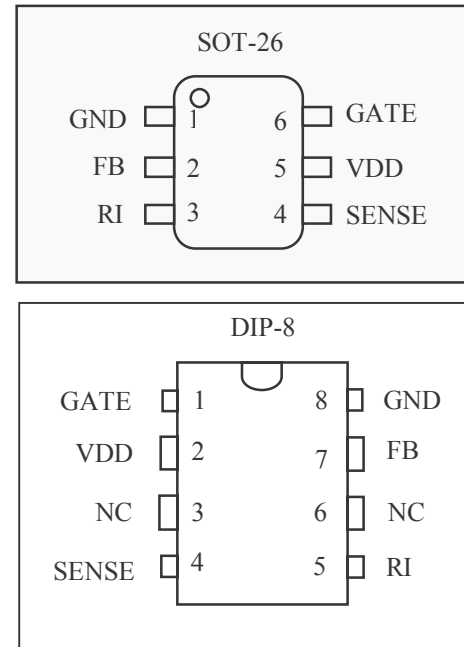 SOT-26
GND 1 6 GATE
FB 2 5 VDD
RI 3 4 SENSE
DIP-8
GATE 1 8 GND
VDD 2 7 FB
NC 3 6 NC
SENSE 4 5 RI